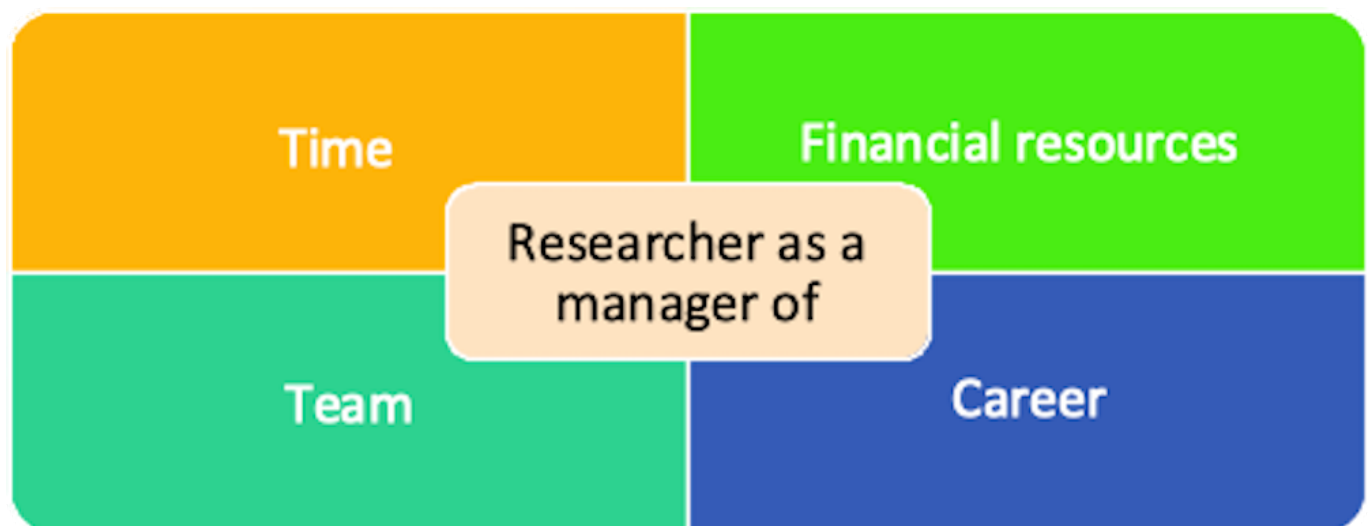 Time
Financial resources
Researcher as a
manager of
Team
Career